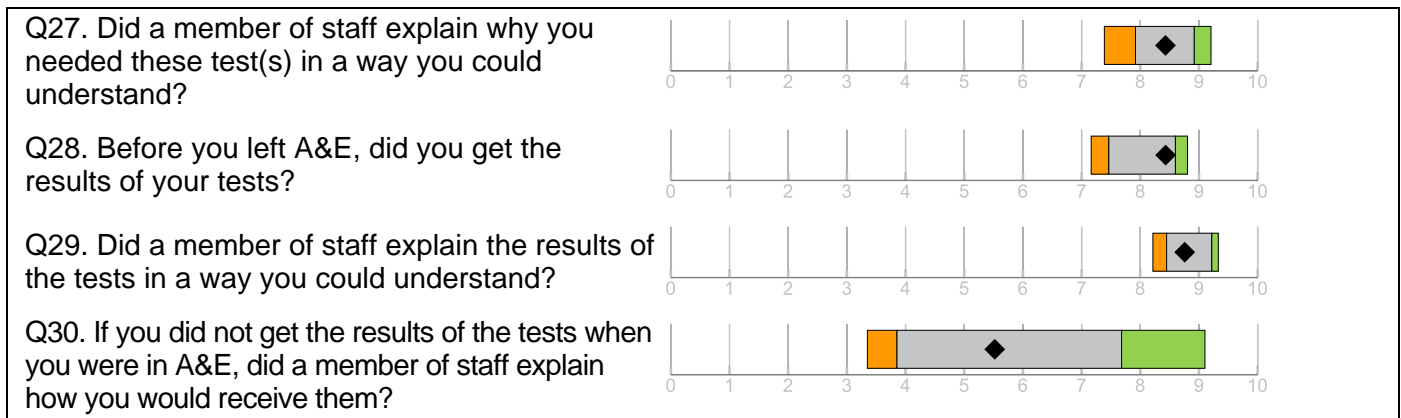 Q27. Did a member of staff explain why you
needed these test(s) in a way you could
understand?
0 1 2 3 4 5 6 7 8 9 10
Q28. Before you left A&E, did you get the
results of your tests?
0 1 2 3 4 5 6 7 8 9 10
Q29. Did a member of staff explain the results of
the tests in a way you could understand?
0 1 2 3 4 5 6 7 8 9 10
Q30. If you did not get the results of the tests when
you were in A&E, did a member of staff explain
how you would receive them?
0 1 2 3 4 5 6 7 8 9 10